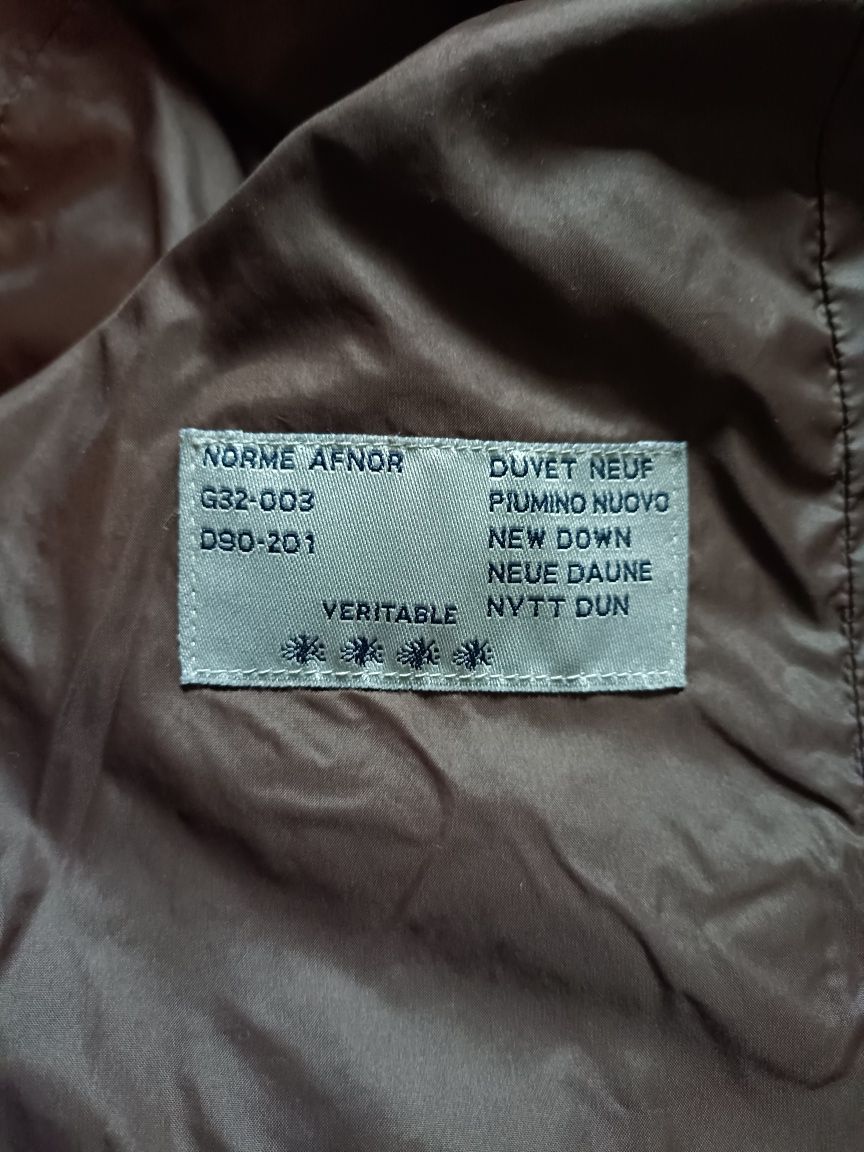 NORME AFNOR
G32-003
D90-201
DUVET NEUF
PIUMINO NUOVO
NEW DOWN
NEUE DAUNE
NYTT DUN
VERITABLE